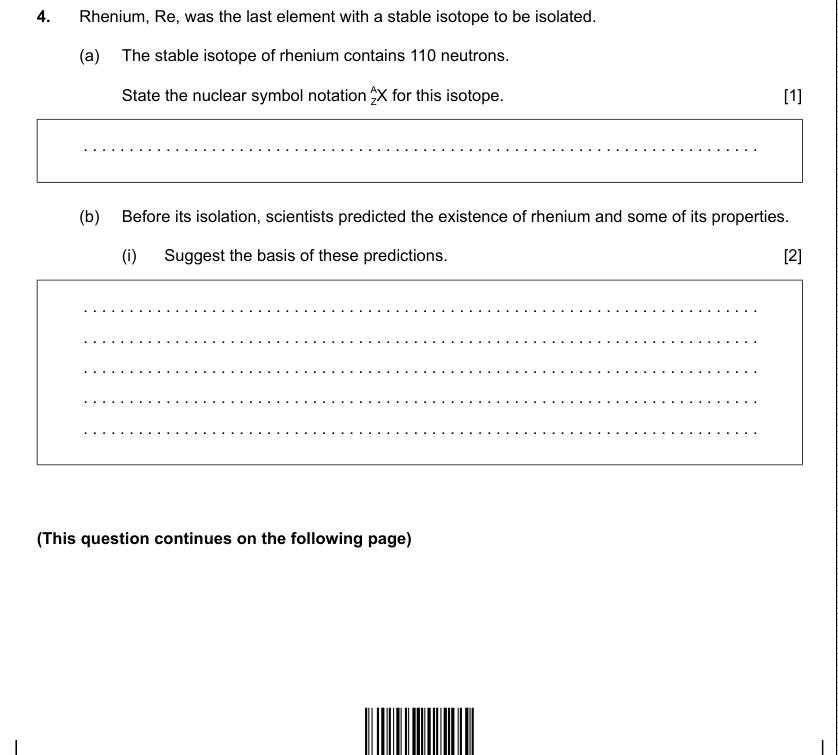 4. Rhenium, Re, was the last element with a stable isotope to be isolated.
(a) The stable isotope of rhenium contains 110 neutrons.
State the nuclear symbol notation ᴬ_ZX for this isotope. [1]
(b) Before its isolation, scientists predicted the existence of rhenium and some of its properties.
(i) Suggest the basis of these predictions. [2]
(This question continues on the following page)